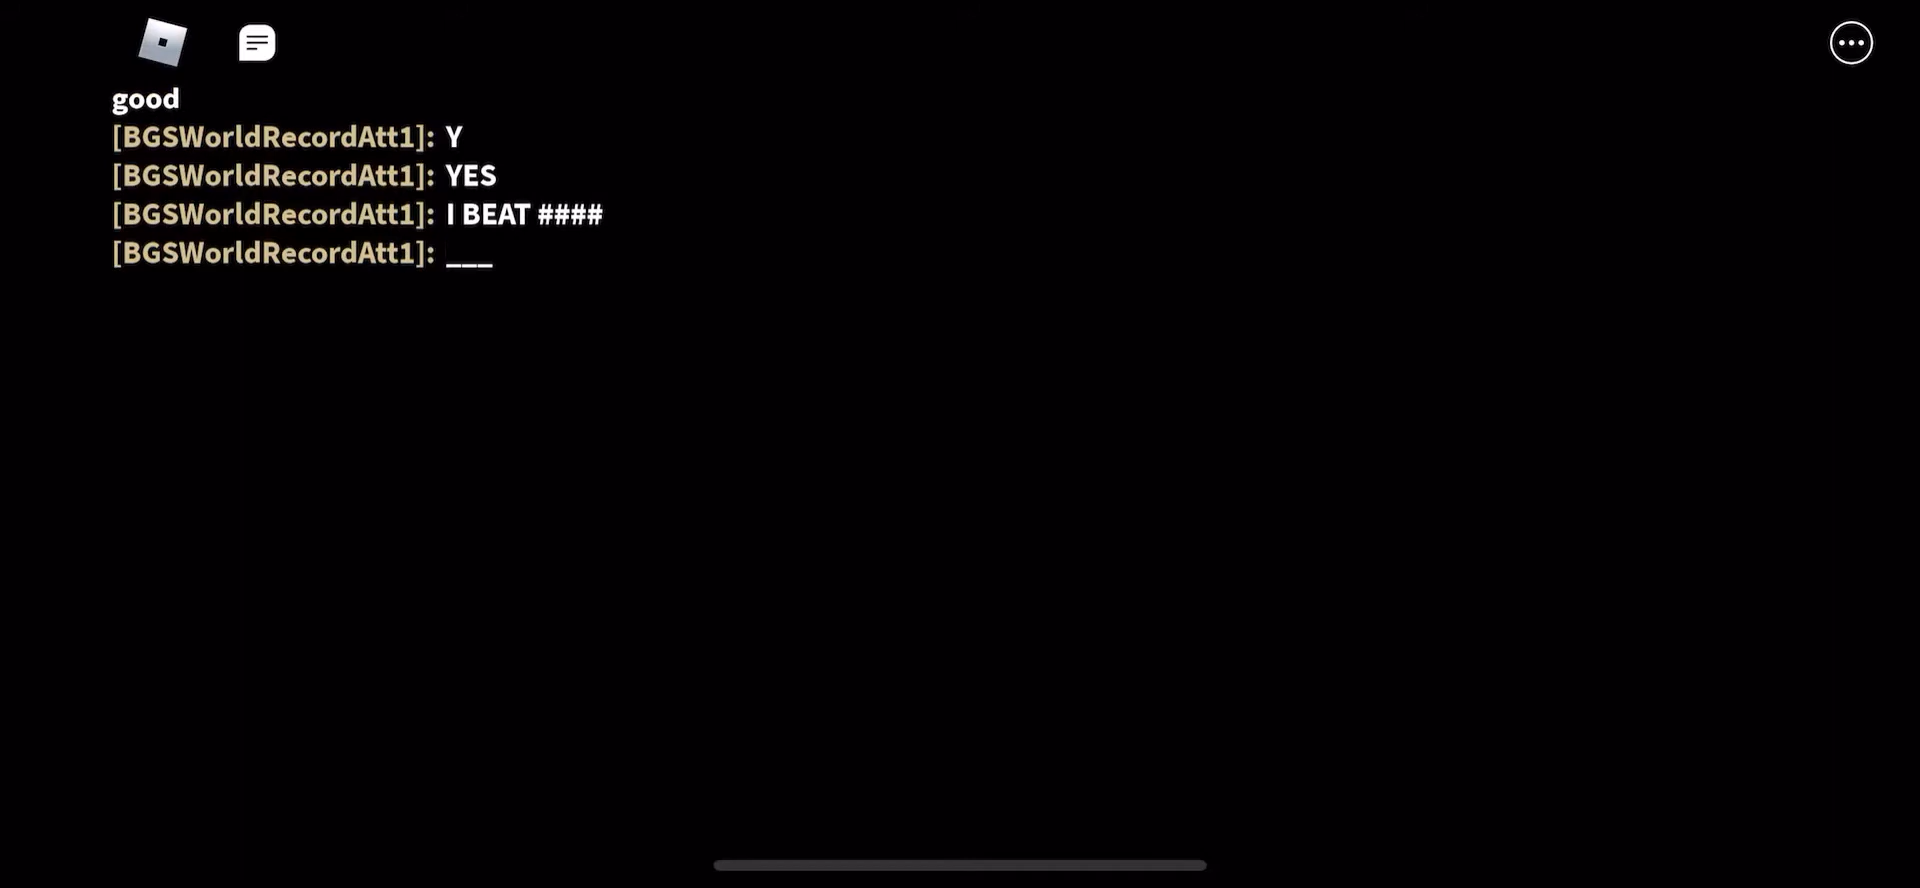 good
[BGSWorldRecordAtt1]: Y
[BGSWorldRecordAtt1]: YES
[BGSWorldRecordAtt1]: I BEAT ####
[BGSWorldRecordAtt1]: ___